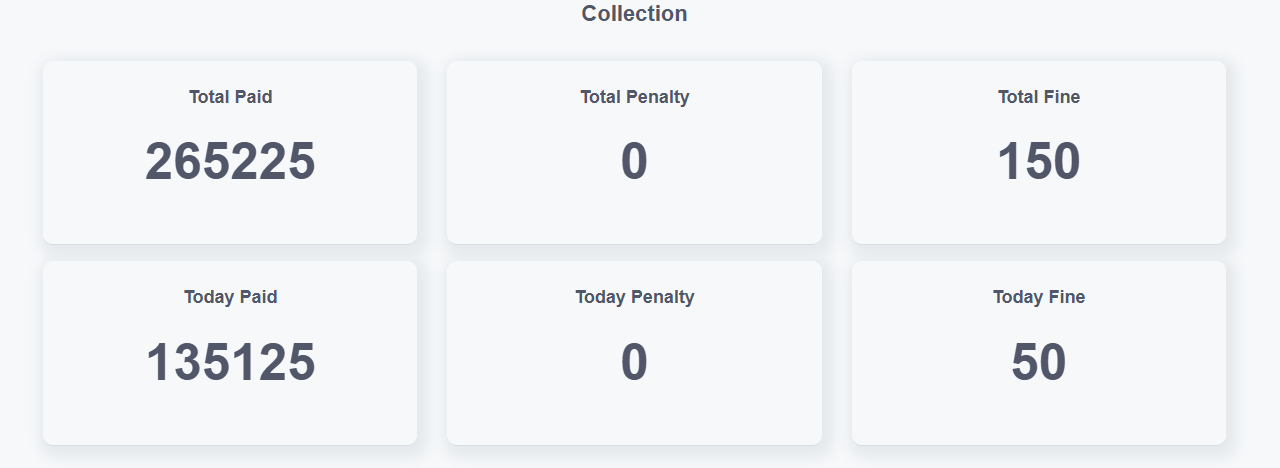 Collection
Total Paid
265225
Total Penalty
0
Total Fine
150
Today Paid
135125
Today Penalty
0
Today Fine
50